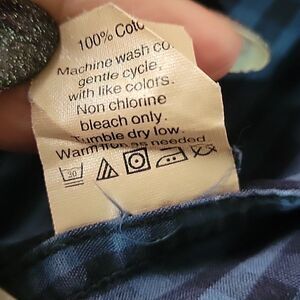 100% Cot
Machine wash co
gentle cycle,
with like colors.
Non chlorine
bleach only.
Tumble dry low.
Warm Iron as needed
30